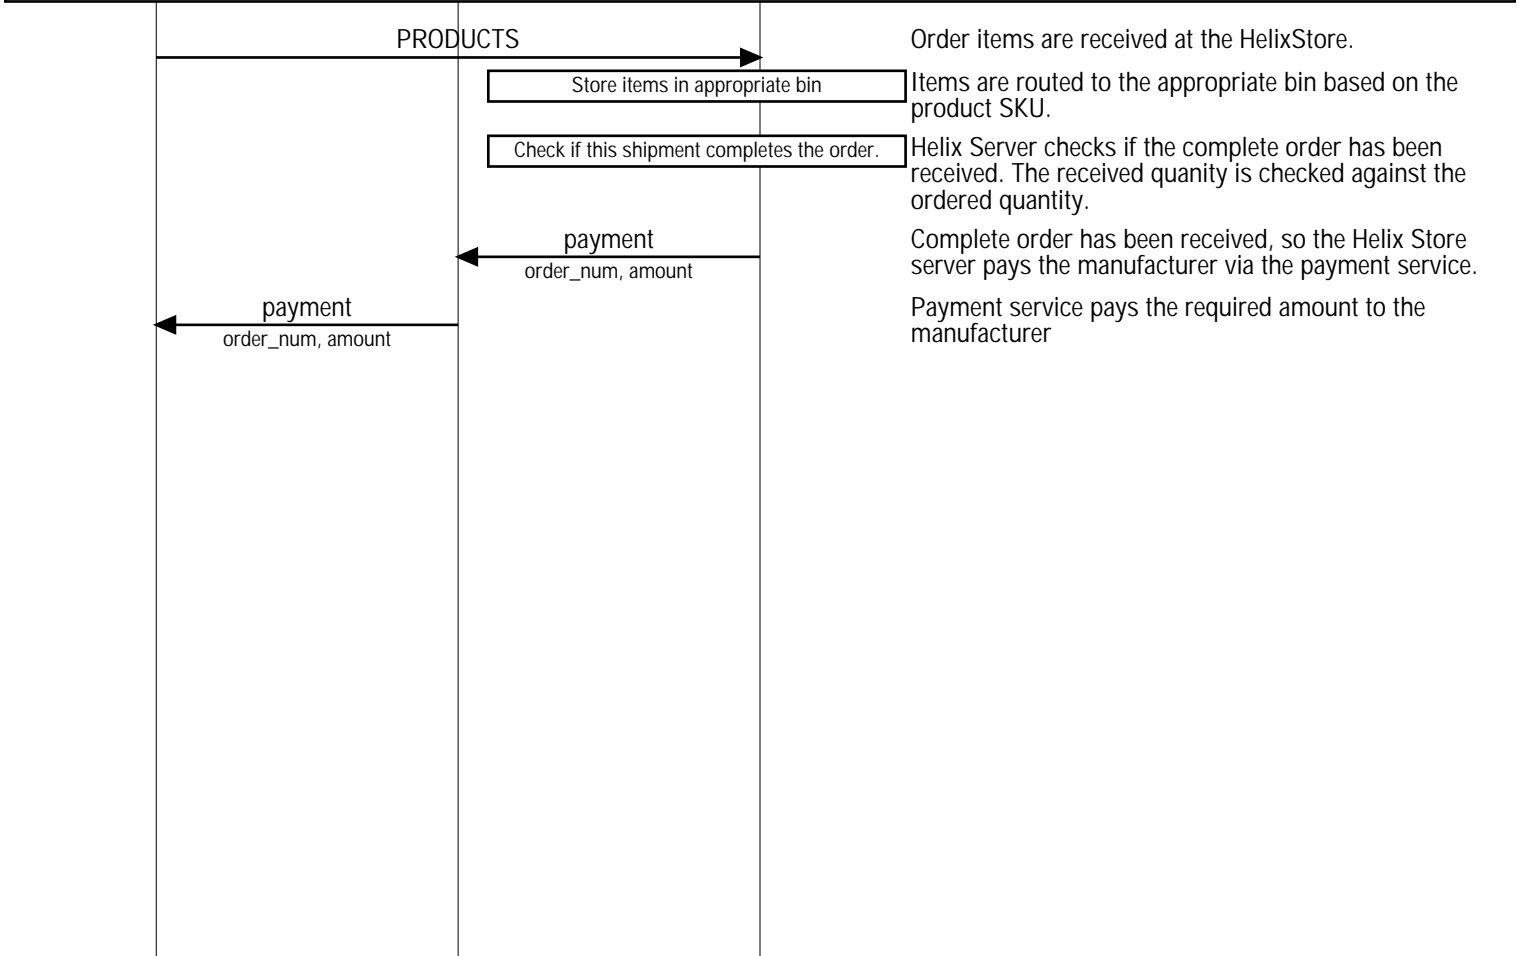 PRODUCTS
Order items are received at the HelixStore.
Store items in appropriate bin
Items are routed to the appropriate bin based on the
product SKU.
Check if this shipment completes the order.
Helix Server checks if the complete order has been
received. The received quanity is checked against the
ordered quantity.
payment
order_num, amount
Complete order has been received, so the Helix Store
server pays the manufacturer via the payment service.
payment
order_num, amount
Payment service pays the required amount to the
manufacturer